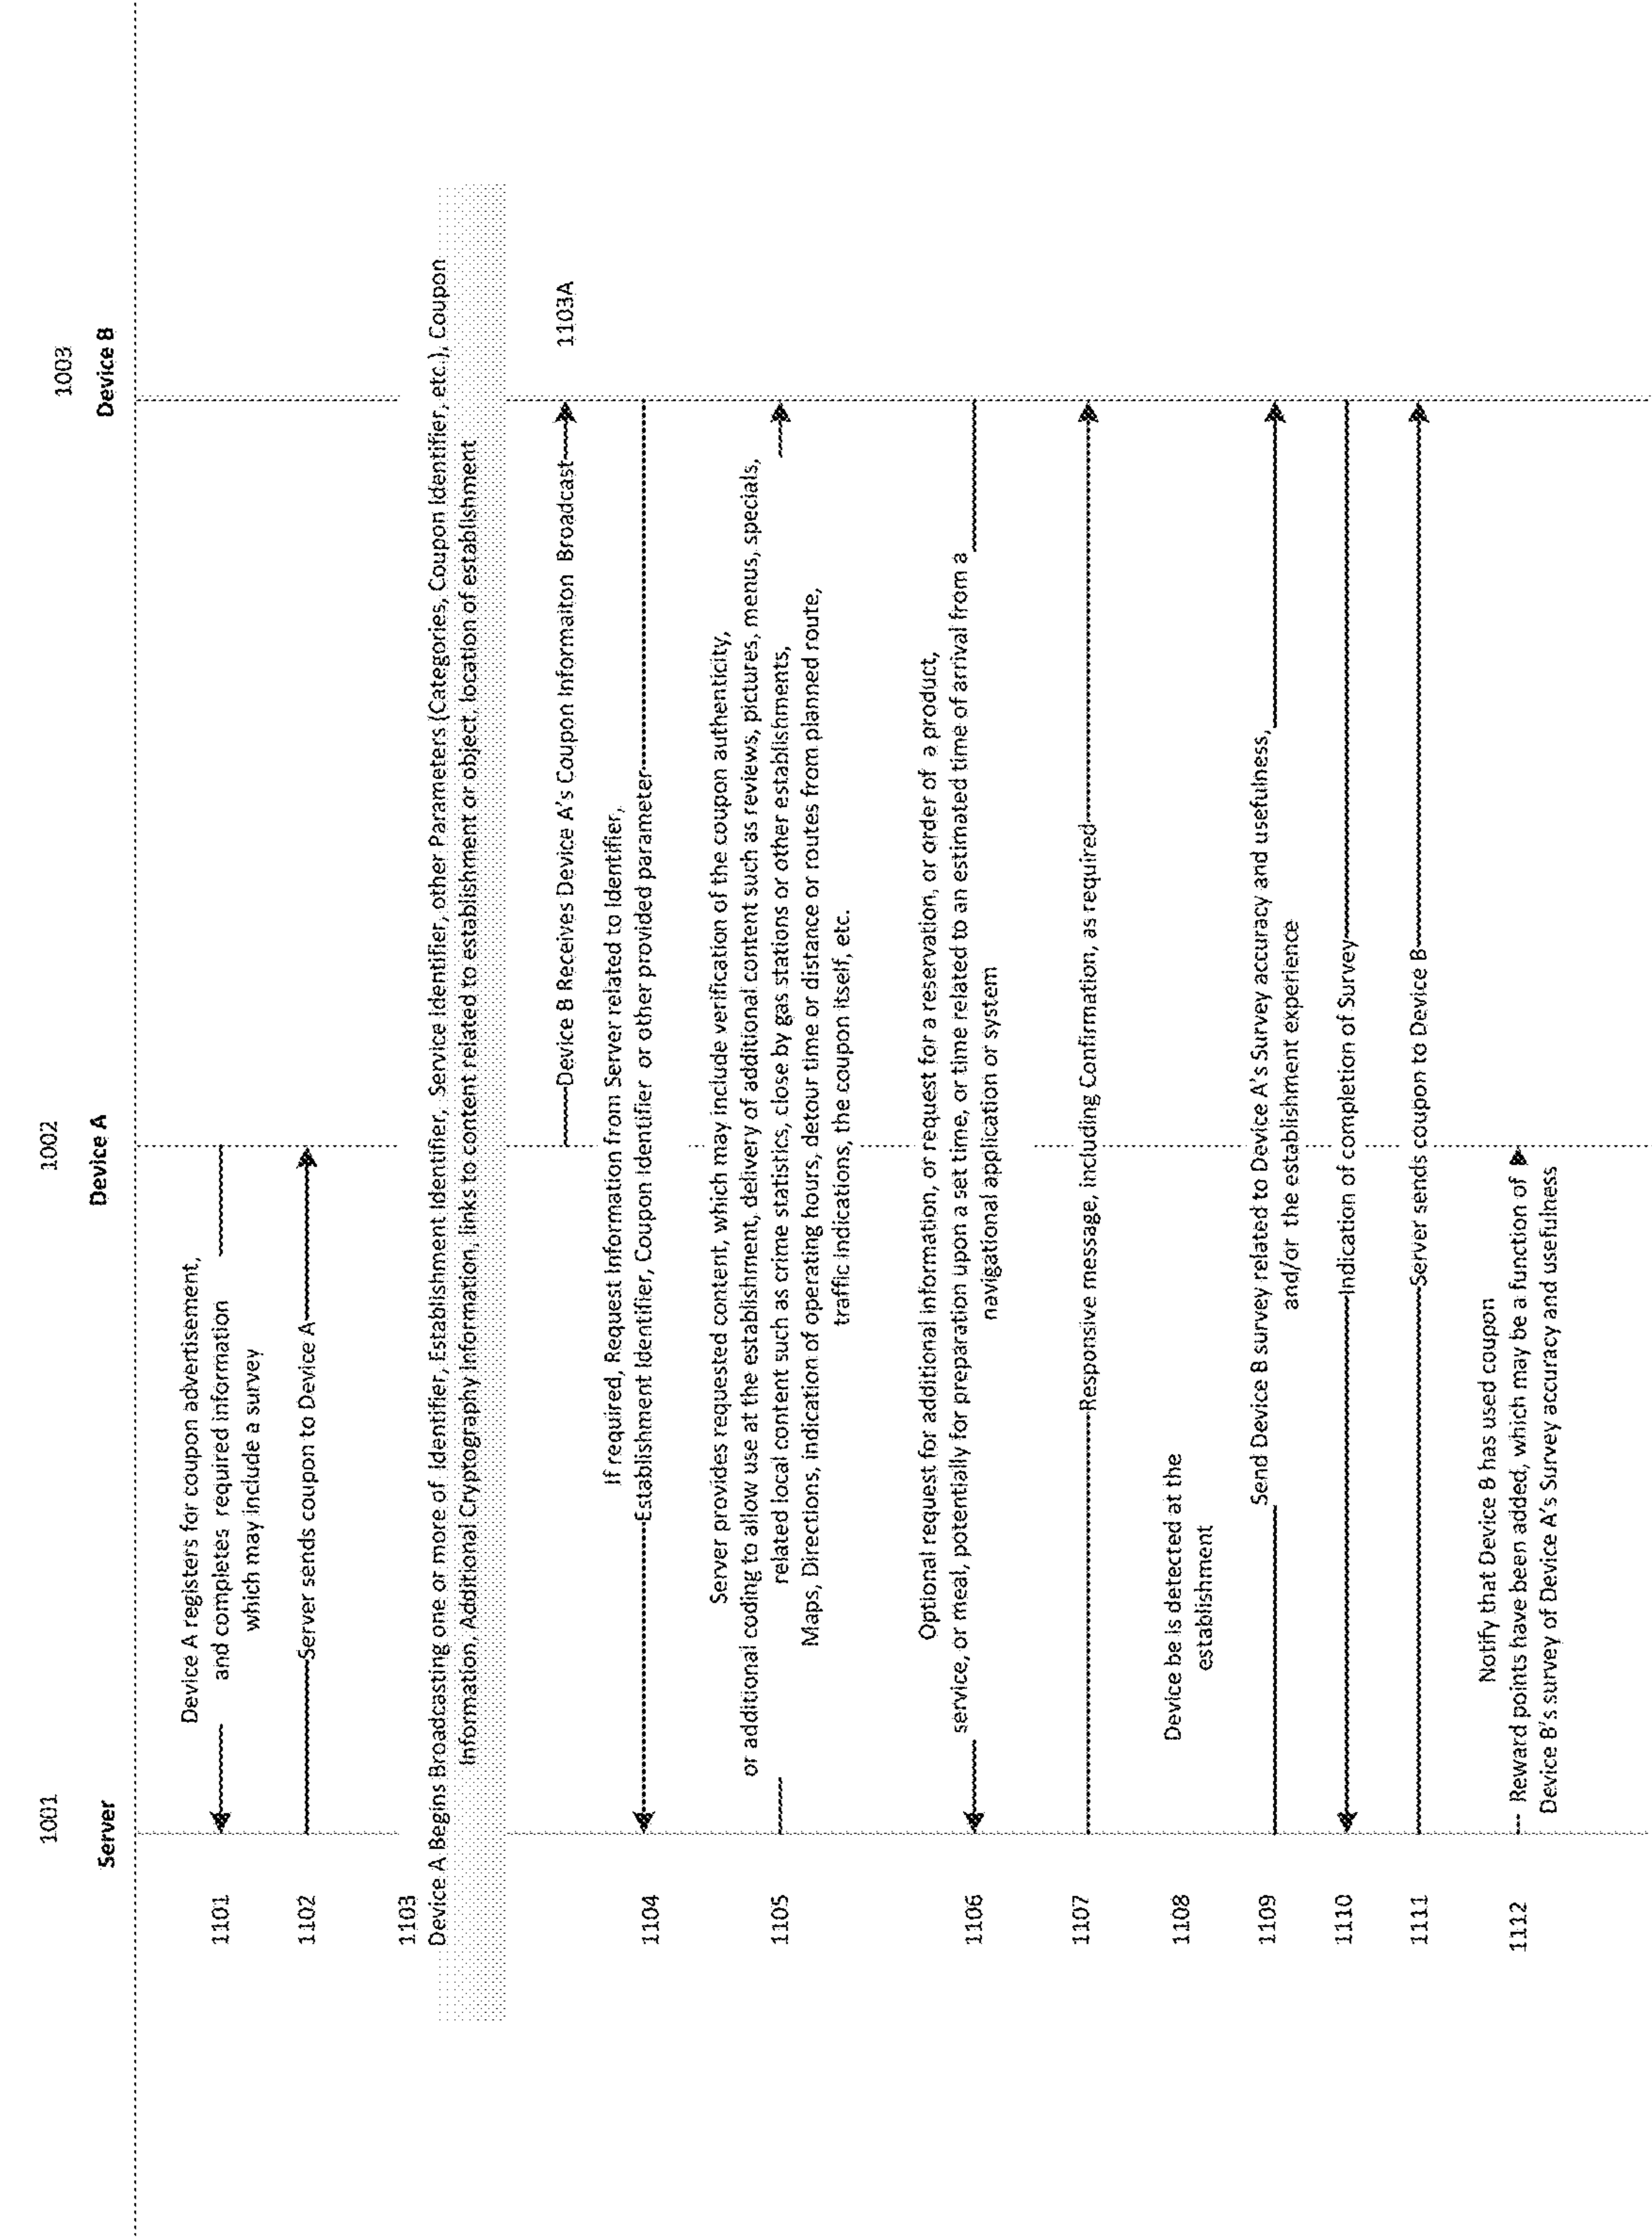 1001
1002
1003
Server
Device A
Device B
1101
Device A registers for coupon advertisement,
and completes required information
which may include a survey
1102
Server sends coupon to Device A
1103
Device A Begins Broadcasting one or more of Identifier, Establishment Identifier, Service Identifier, other Parameters (Categories, Coupon Identifier, etc.), Coupon
Information, Additional Cryptography Information, links to content related to establishment or object, location of establishment
Device B Receives Device A's Coupon Informaiton Broadcast
1103A
1104
If required, Request Information from Server related to Identifier,
Establishment Identifier, Coupon Identifier or other provided parameter
1105
Server provides requested content, which may include verification of the coupon authenticity,
or additional coding to allow use at the establishment, delivery of additional content such as reviews, pictures, menus, specials,
related local content such as crime statistics, close by gas stations or other establishments,
Maps, Directions, indication of operating hours, detour time or distance or routes from planned route,
traffic indications, the coupon itself, etc.
1106
Optional request for additional information, or request for a reservation, or order of a product,
service, or meal, potentially for preparation upon a set time, or time related to an estimated time of arrival from a
navigational application or system
1107
Responsive message, including Confirmation, as required
1108
Device be is detected at the
establishment
1109
Send Device B survey related to Device A's Survey accuracy and usefulness,
and/or the establishment experience
1110
Indication of completion of Survey
1111
Server sends coupon to Device B
1112
Notify that Device B has used coupon
Reward points have been added, which may be a function of
Device B's survey of Device A's Survey accuracy and usefulness